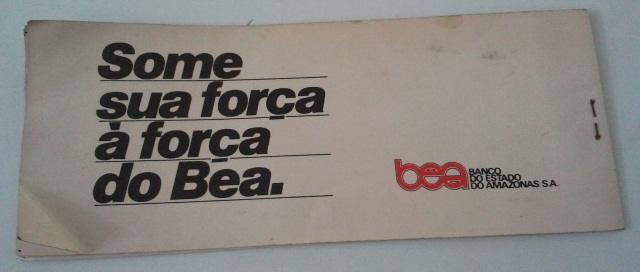 Some
sua força
à força
do Bea.
bea
BANCO
DO ESTADO
DO AMAZONAS S.A.